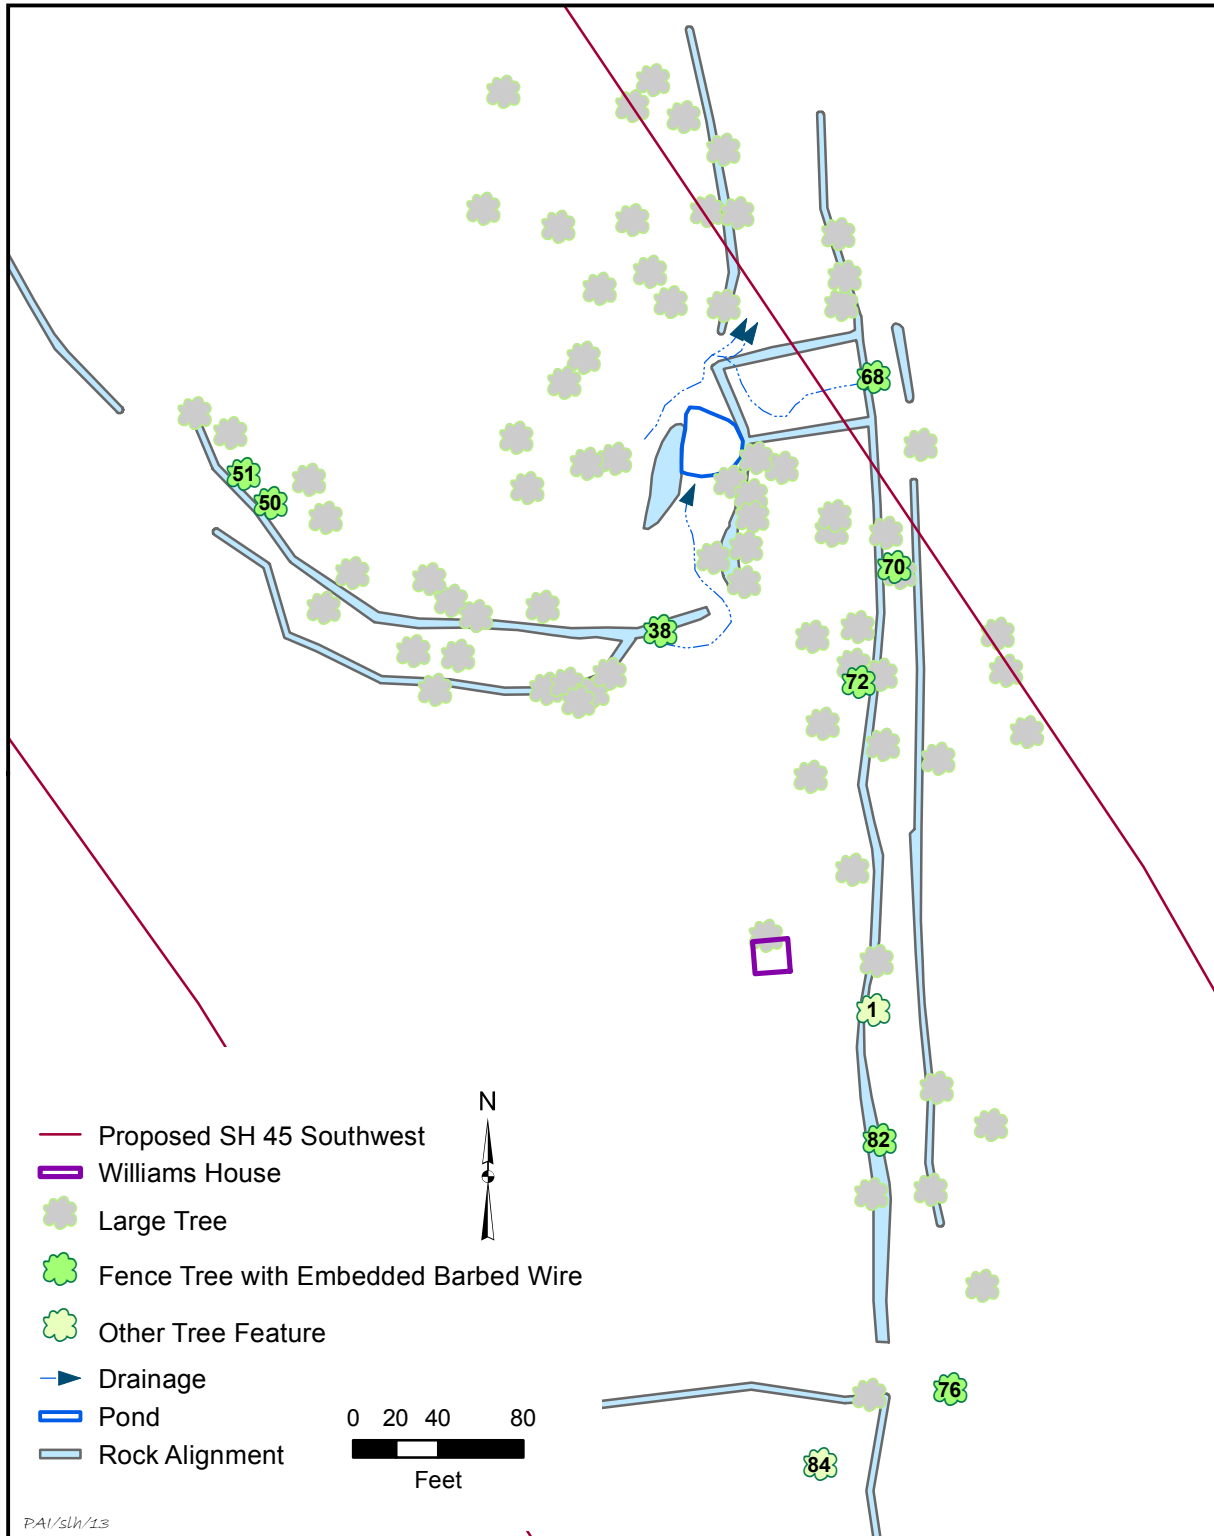 68
51
50
70
38
72
1
82
76
84
N
Proposed SH 45 Southwest
Williams House
Large Tree
Fence Tree with Embedded Barbed Wire
Other Tree Feature
Drainage
Pond
Rock Alignment
0 20 40 80
Feet
PAI/slh/13